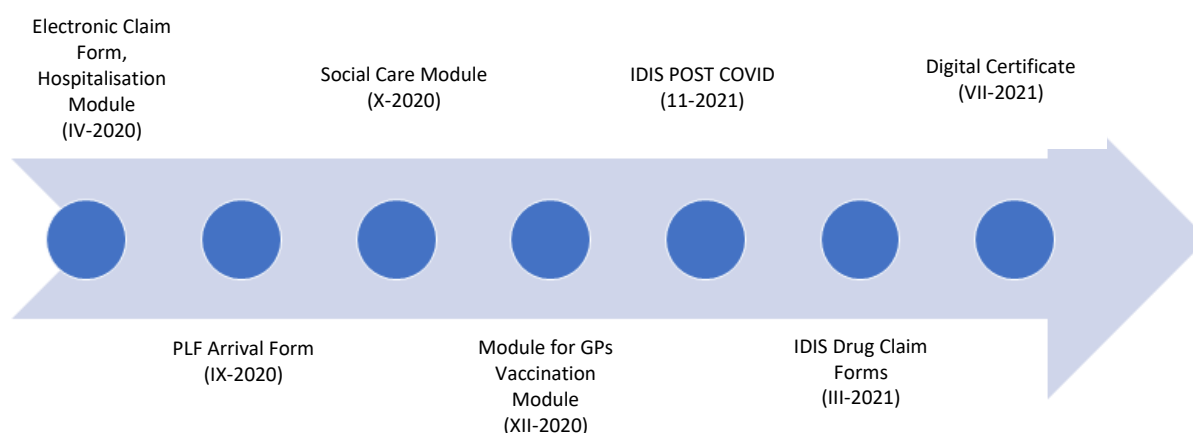 Electronic Claim
Form,
Hospitalisation
Module
(IV-2020)
PLF Arrival Form
(IX-2020)
Social Care Module
(X-2020)
Module for GPs
Vaccination
Module
(XII-2020)
IDIS POST COVID
(11-2021)
IDIS Drug Claim
Forms
(III-2021)
Digital Certificate
(VII-2021)